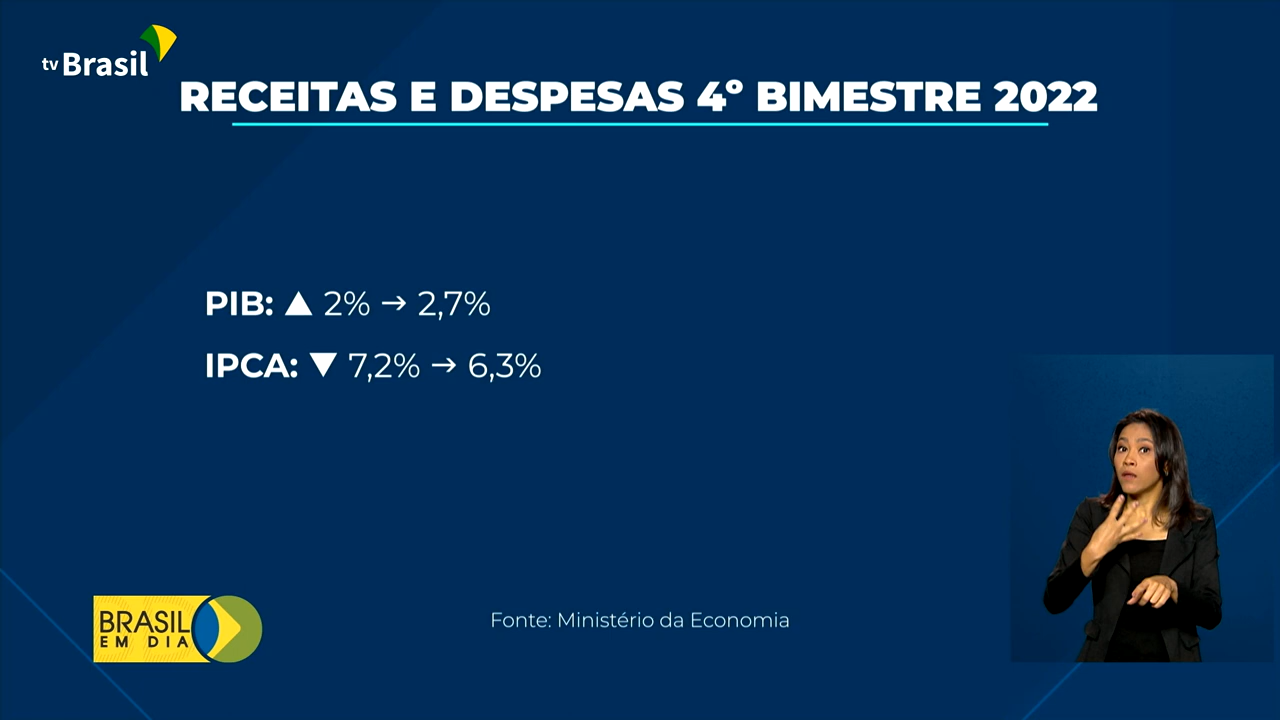 tv Brasil
RECEITAS E DESPESAS 4º BIMESTRE 2022
PIB: ▲ 2% → 2,7%
IPCA: ▼ 7,2% → 6,3%
BRASIL
EM DIA
Fonte: Ministério da Economia